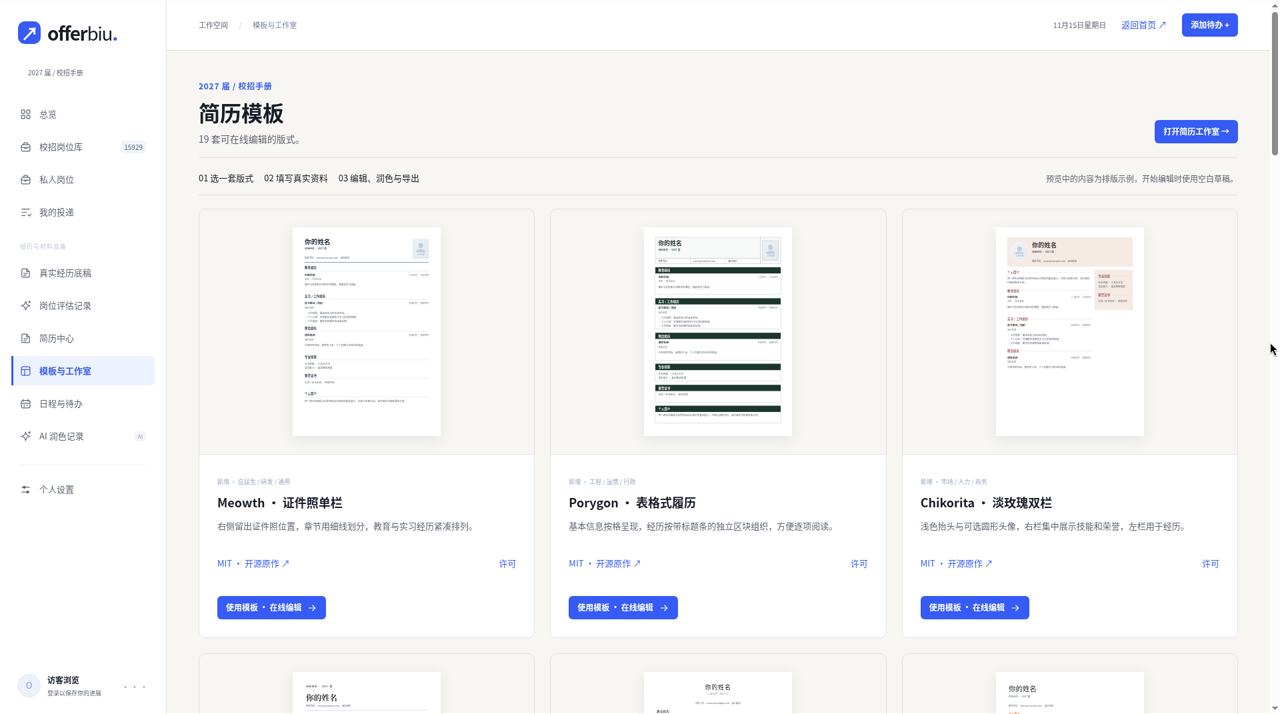 offerbiu.
2027 届 / 校招手册
总览
校招岗位库 15929
私人岗位
我的投递
经历与材料准备
真实经历底稿
岗位评估记录
简历中心
模板与工作室
日程与待办
AI 润色记录 AI
个人设置
访客浏览
登录以保存你的进展
O
工作空间 / 模板与工作室
11月15日星期日 返回首页 ↗ 添加待办 +
2027 届 / 校招手册
简历模板
19 套可在线编辑的版式。
打开简历工作室 →
01 选一套版式 02 填写真实资料 03 编辑、润色与导出
预览中的内容为排版示例，开始编辑时使用空白草稿。
你的姓名
你的姓名
你的姓名
新增 · 应届生 / 研发 / 通用
Meowth · 证件照单栏
右侧留出证件照位置，章节用细线划分，教育与实习经历紧凑排列。
MIT · 开源原作 ↗ 许可
使用模板 · 在线编辑 →
新增 · 工程 / 运营 / 行政
Porygon · 表格式履历
基本信息按格呈现，经历按带标题条的独立区块组织，方便逐项阅读。
MIT · 开源原作 ↗ 许可
使用模板 · 在线编辑 →
新增 · 市场 / 人力 / 商务
Chikorita · 淡玫瑰双栏
浅色抬头与可选圆形头像，右栏集中展示技能和荣誉，左栏用于经历。
MIT · 开源原作 ↗ 许可
使用模板 · 在线编辑 →
你的姓名
你的姓名
你的姓名